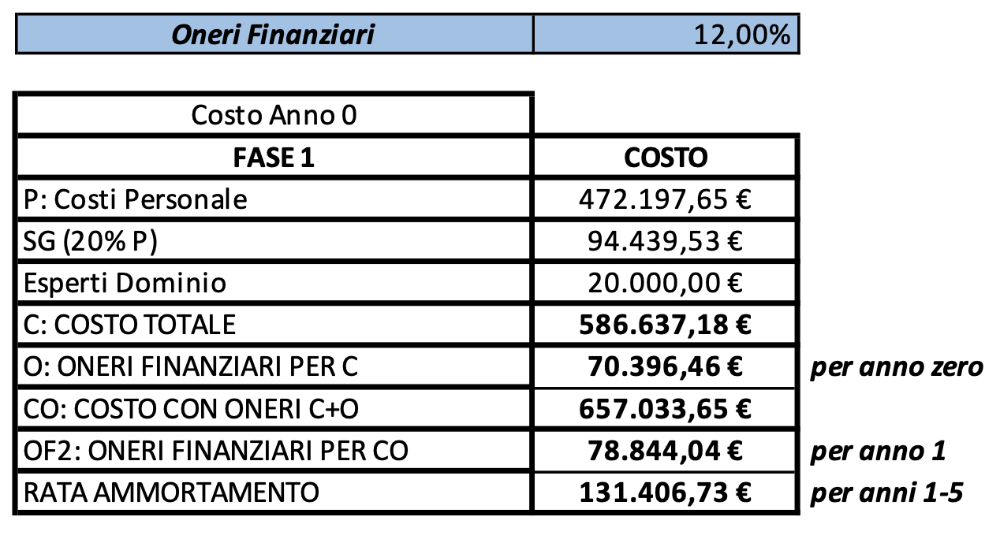 Oneri Finanziari 12,00%
Costo Anno 0
FASE 1 COSTO
P: Costi Personale 472.197,65 €
SG (20% P) 94.439,53 €
Esperti Dominio 20.000,00 €
C: COSTO TOTALE 586.637,18 €
O: ONERI FINANZIARI PER C 70.396,46 € per anno zero
CO: COSTO CON ONERI C+O 657.033,65 €
OF2: ONERI FINANZIARI PER CO 78.844,04 € per anno 1
RATA AMMORTAMENTO 131.406,73 € per anni 1-5